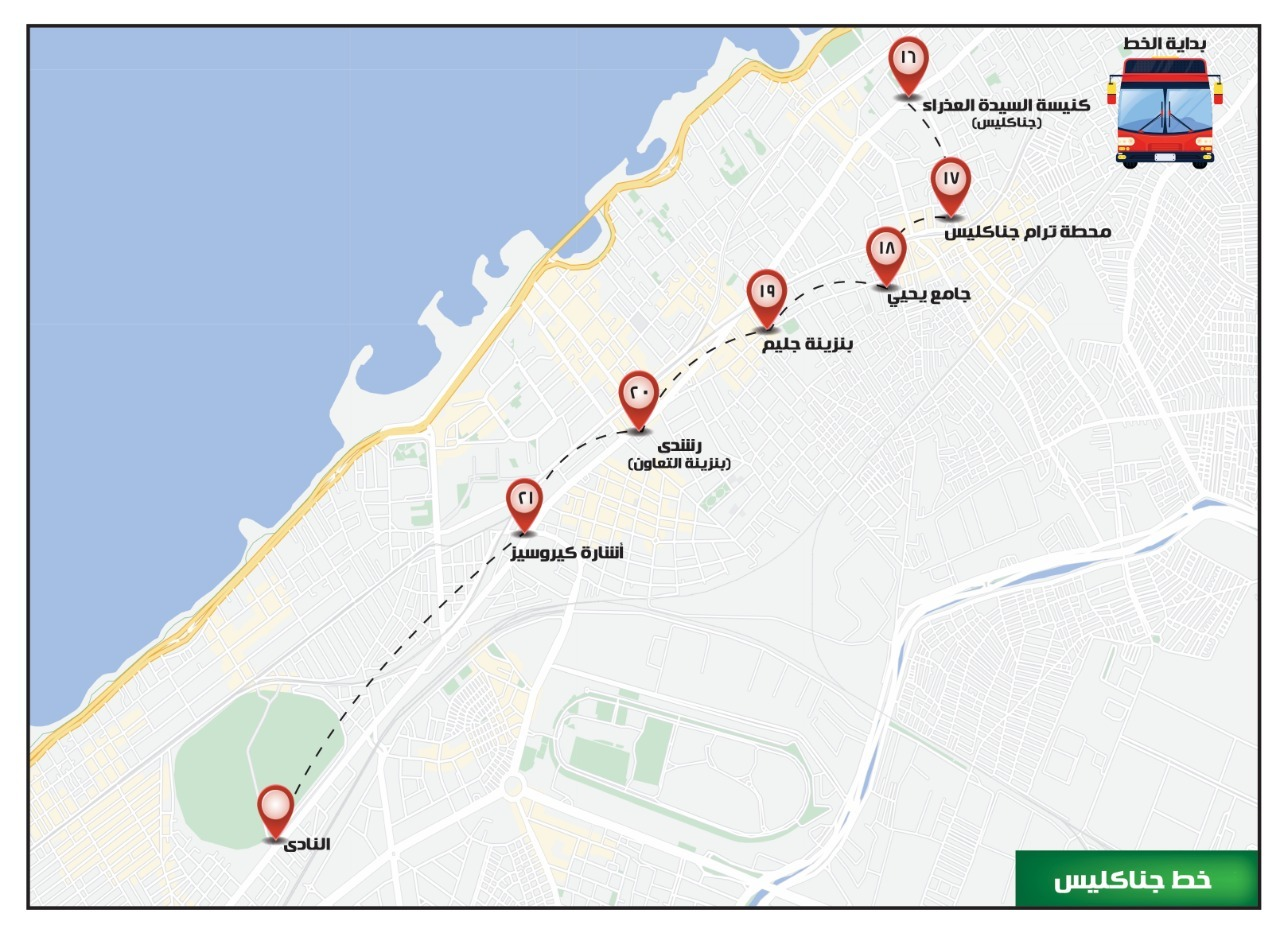 بداية الخط
١٦
كنيسة السيدة العذراء
(جناكليس)
١٧
محطة ترام جناكليس
١٨
جامع يحيي
١٩
بنزينة جليم
٢٠
رشدى
(بنزينة التعاون)
٢١
أشارة كيروسيز
النادى
خط جناكليس